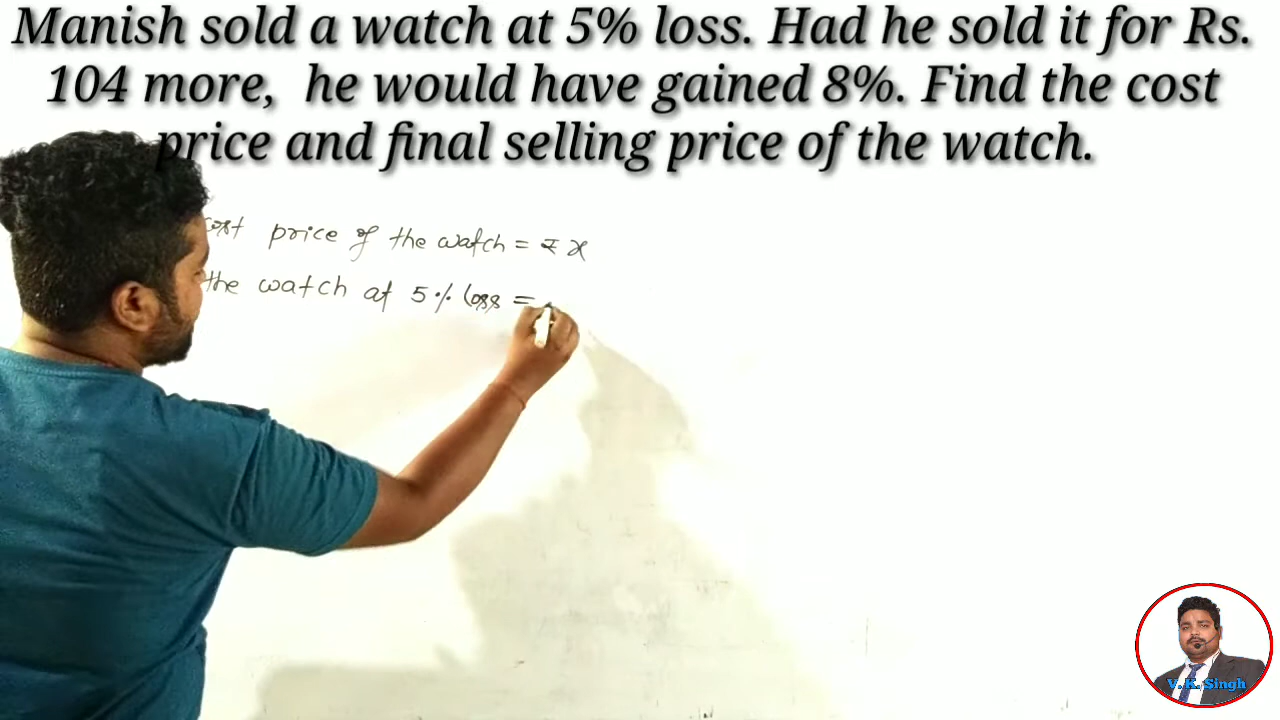 Manish sold a watch at 5% loss. Had he sold it for Rs.
104 more, he would have gained 8%. Find the cost
price and final selling price of the watch.
cost price of the watch = ₹ x
the watch at 5% loss =
V. K. Singh